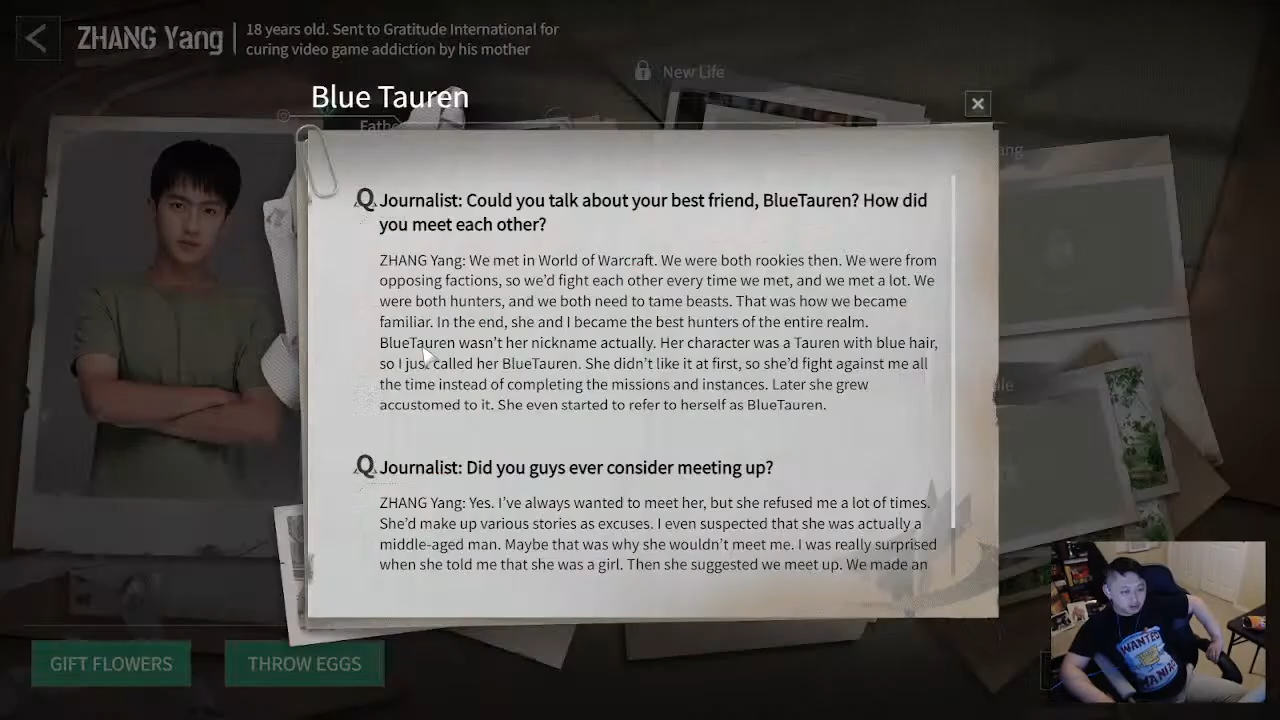 ZHANG Yang
18 years old. Sent to Gratitude International for
curing video game addiction by his mother
New Life
Blue Tauren
Q Journalist: Could you talk about your best friend, BlueTauren? How did
you meet each other?
ZHANG Yang: We met in World of Warcraft. We were both rookies then. We were from
opposing factions, so we'd fight each other every time we met, and we met a lot. We
were both hunters, and we both need to tame beasts. That was how we became
familiar. In the end, she and I became the best hunters of the entire realm.
BlueTauren wasn't her nickname actually. Her character was a Tauren with blue hair,
so I just called her BlueTauren. She didn't like it at first, so she'd fight against me all
the time instead of completing the missions and instances. Later she grew
accustomed to it. She even started to refer to herself as BlueTauren.
Q Journalist: Did you guys ever consider meeting up?
ZHANG Yang: Yes. I've always wanted to meet her, but she refused me a lot of times.
She'd make up various stories as excuses. I even suspected that she was actually a
middle-aged man. Maybe that was why she wouldn't meet me. I was really surprised
when she told me that she was a girl. Then she suggested we meet up. We made an
GIFT FLOWERS
THROW EGGS
WANTED
MANIAC